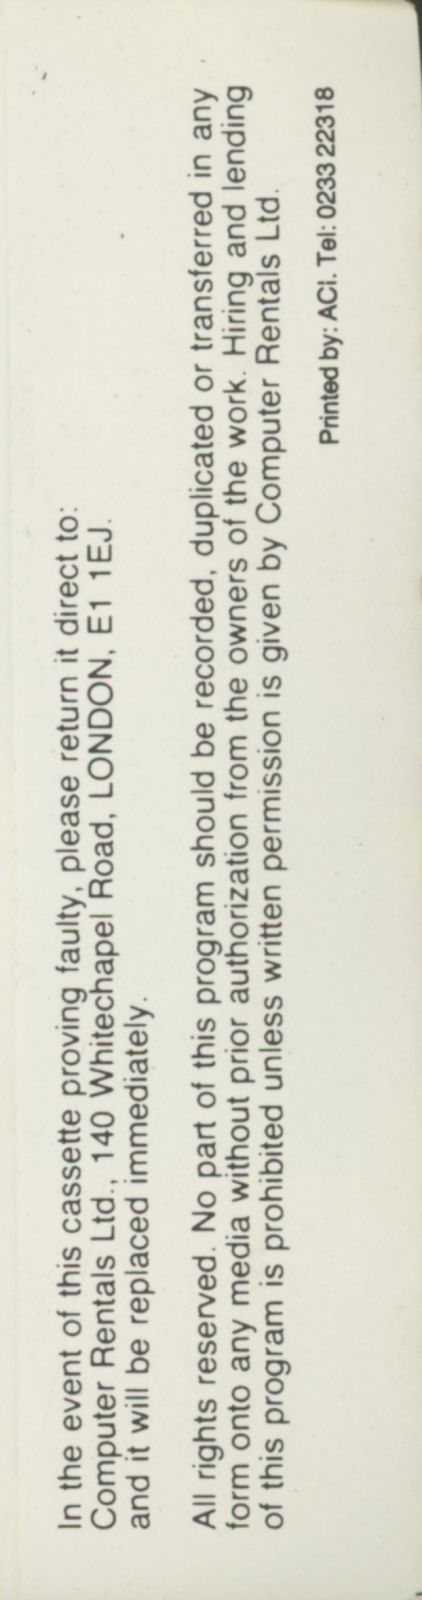 In the event of this cassette proving faulty, please return it direct to:
Computer Rentals Ltd., 140 Whitechapel Road, LONDON, E1 1EJ.
and it will be replaced immediately.
All rights reserved. No part of this program should be recorded, duplicated or transferred in any
form onto any media without prior authorization from the owners of the work. Hiring and lending
of this program is prohibited unless written permission is given by Computer Rentals Ltd.
Printed by: ACI. Tel: 0233 22318